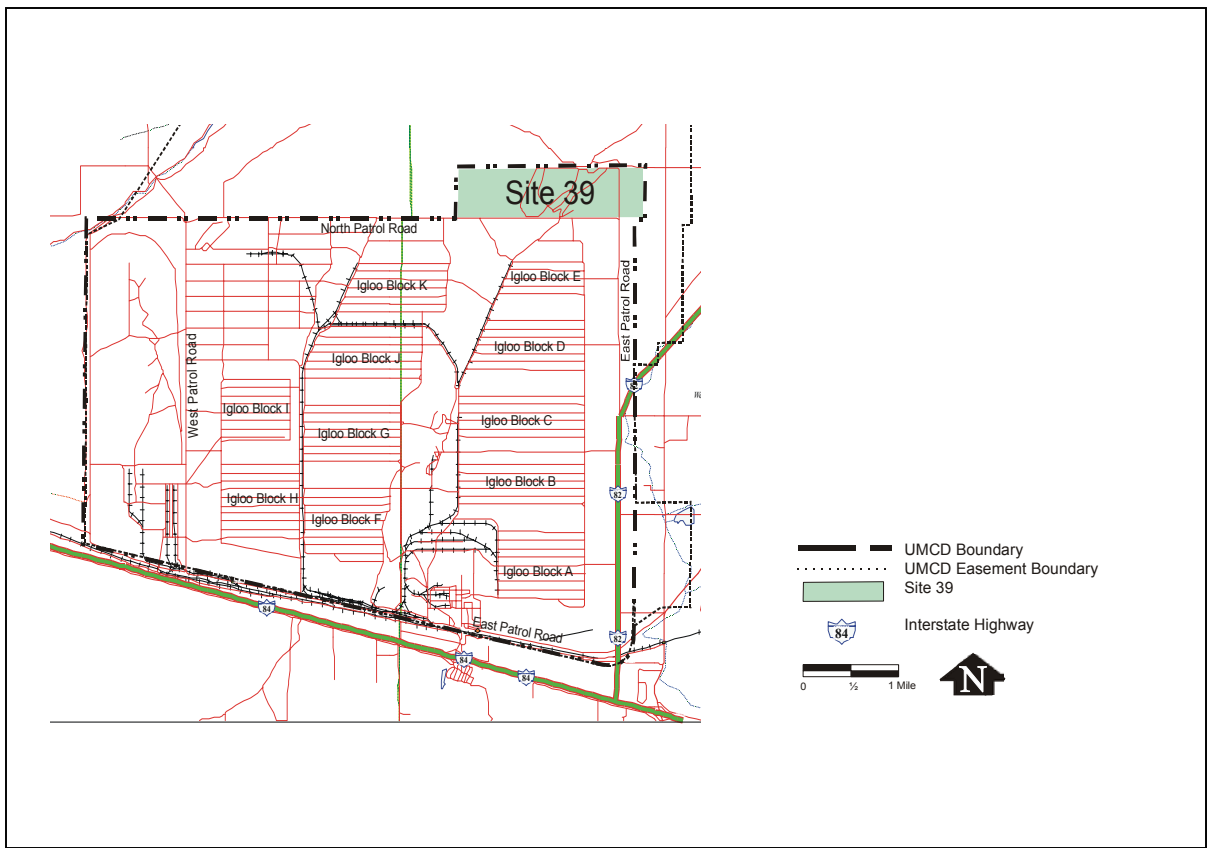 Site 39
North Patrol Road
Igloo Block E
Igloo Block K
East Patrol Road
Igloo Block D
West Patrol Road
Igloo Block J
Igloo Block I
Igloo Block C
Igloo Block G
Igloo Block B
82
Igloo Block H
Igloo Block F
Igloo Block A
84
East Patrol Road
82
84
84
UMCD Boundary
UMCD Easement Boundary
Site 39
84
Interstate Highway
0 ½ 1 Mile
N